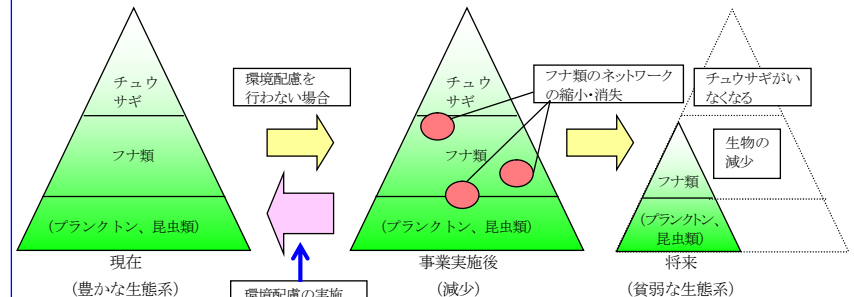 チュウ
サギ
フナ類
(プランクトン、昆虫類)
現在
(豊かな生態系)
環境配慮を
行わない場合
環境配慮の実施
チュウ
サギ
フナ類
(プランクトン、昆虫類)
事業実施後
(減少)
フナ類のネットワーク
の縮小・消失
チュウサギがい
なくなる
生物の
減少
フナ類
(プランクトン、
昆虫類)
将来
(貧弱な生態系)